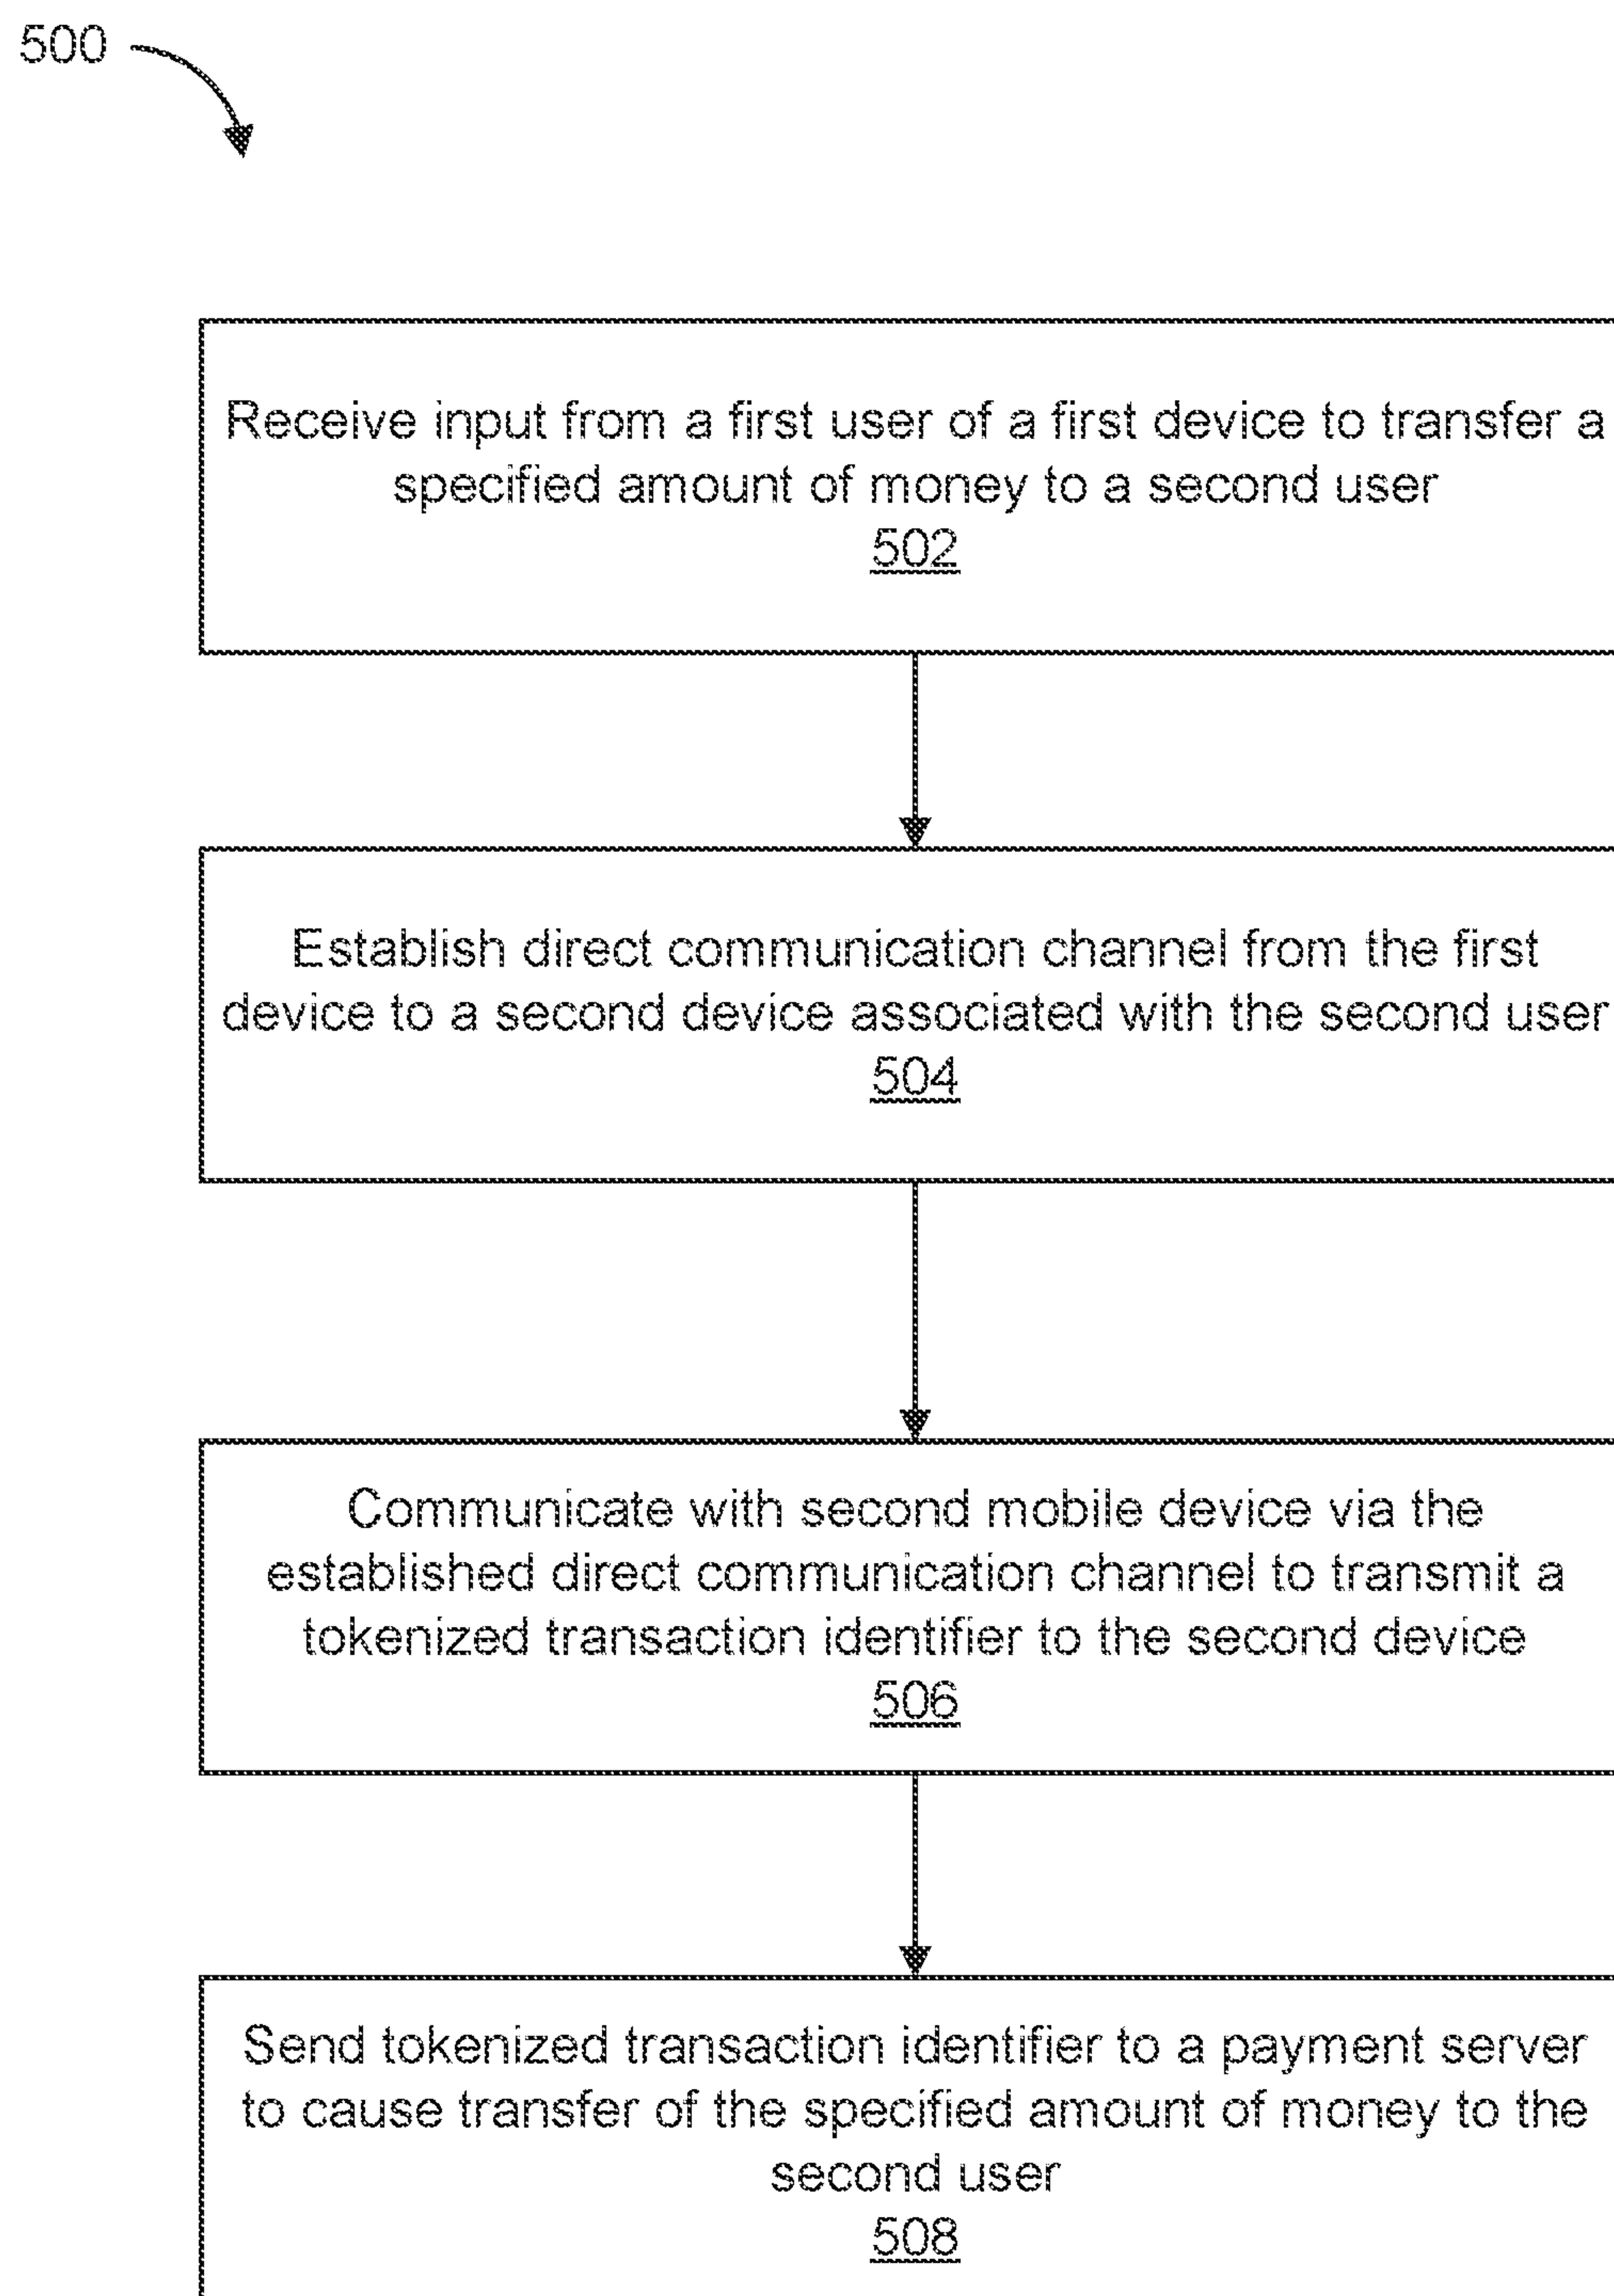 500
Receive input from a first user of a first device to transfer a
specified amount of money to a second user
502
Establish direct communication channel from the first
device to a second device associated with the second user
504
Communicate with second mobile device via the
established direct communication channel to transmit a
tokenized transaction identifier to the second device
506
Send tokenized transaction identifier to a payment server
to cause transfer of the specified amount of money to the
second user
508